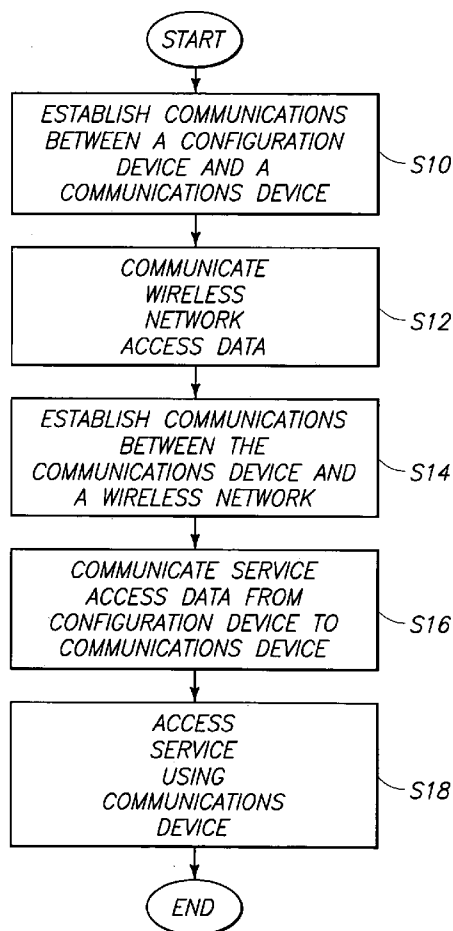 START
ESTABLISH COMMUNICATIONS
BETWEEN A CONFIGURATION
DEVICE AND A
COMMUNICATIONS DEVICE
S10
COMMUNICATE
WIRELESS
NETWORK
ACCESS DATA
S12
ESTABLISH COMMUNICATIONS
BETWEEN THE
COMMUNICATIONS DEVICE AND
A WIRELESS NETWORK
S14
COMMUNICATE SERVICE
ACCESS DATA FROM
CONFIGURATION DEVICE TO
COMMUNICATIONS DEVICE
S16
ACCESS
SERVICE
USING
COMMUNICATIONS
DEVICE
S18
END